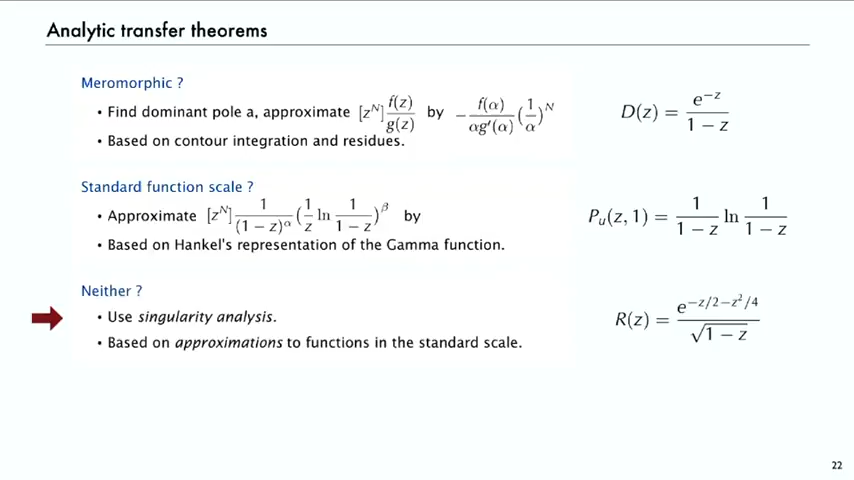 Analytic transfer theorems
Meromorphic ?
• Find dominant pole a, approximate [z^N] f(z)/g(z) by −f(α)/(αg′(α)) (1/α)^N
D(z) = e^{−z}/(1 − z)
• Based on contour integration and residues.
Standard function scale ?
• Approximate [z^N] 1/(1 − z)^α (1/z ln 1/(1 − z))^β by
P_u(z, 1) = 1/(1 − z) ln 1/(1 − z)
• Based on Hankel's representation of the Gamma function.
Neither ?
• Use singularity analysis.
R(z) = e^{−z/2−z²/4}/√(1 − z)
• Based on approximations to functions in the standard scale.
22